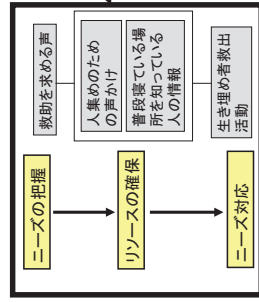 救助を求める声
人集めのための声かけ
普段寝ている場所を知っている人の情報
生き埋め者救出活動
ニーズの把握
リソースの確保
ニーズ対応